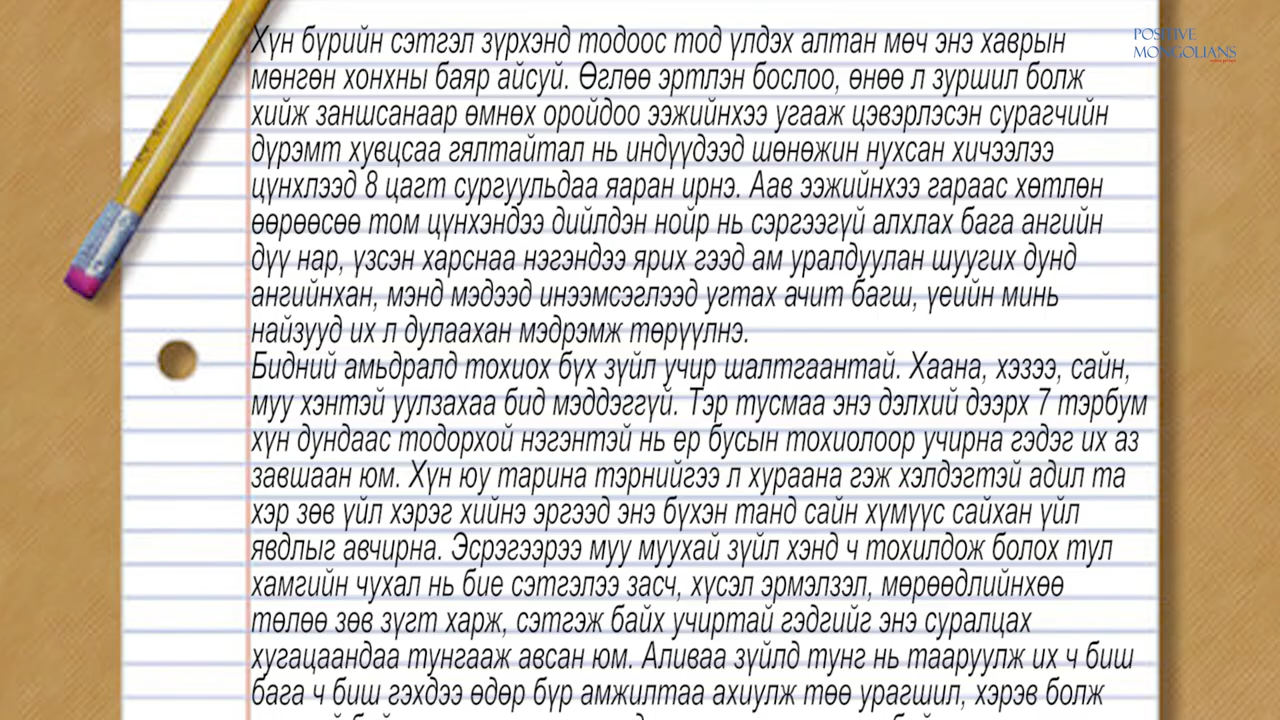 Хүн бүрийн сэтгэл зүрхэнд тодоос тод үлдэх алтан мөч энэ хаврын
мөнгөн хонхны баяр айсуй. Өглөө эртлэн бослоо, өнөө л зуршил болж
хийж заншсанаар өмнөх оройдоо ээжийнхээ угааж цэвэрлэсэн сурагчийн
дүрэмт хувцсаа гялтайтал нь индүүдээд шөнөжин нухсан хичээлээ
цүнхлээд 8 цагт сургуульдаа яаран ирнэ. Аав ээжийнхээ гараас хөтлөн
өөрөөсөө том цүнхэндээ дийлдэн нойр нь сэргээгүй алхлах бага ангийн
дүү нар, үзсэн харснаа нэгэндээ ярих гээд ам уралдуулан шуугих дунд
ангийнхан, мэнд мэдээд инээмсэглээд угтах ачит багш, үеийн минь
найзууд их л дулаахан мэдрэмж төрүүлнэ.
Бидний амьдралд тохиох бүх зүйл учир шалтгаантай. Хаана, хэзээ, сайн,
муу хэнтэй уулзахаа бид мэддэггүй. Тэр тусмаа энэ дэлхий дээрх 7 тэрбум
хүн дундаас тодорхой нэгэнтэй нь ер бусын тохиолоор учирна гэдэг их аз
завшаан юм. Хүн юу тарина тэрнийгээ л хураана гэж хэлдэгтэй адил та
хэр зөв үйл хэрэг хийнэ эргээд энэ бүхэн танд сайн хүмүүс сайхан үйл
явдлыг авчирна. Эсрэгээрээ муу муухай зүйл хэнд ч тохилдож болох тул
хамгийн чухал нь бие сэтгэлээ засч, хүсэл эрмэлзэл, мөрөөдлийнхөө
төлөө зөв зүгт харж, сэтгэж байх учиртай гэдгийг энэ суралцах
хугацаандаа тунгааж авсан юм. Аливаа зүйлд тунг нь тааруулж их ч биш
бага ч биш гэхдээ өдөр бүр амжилтаа ахиулж төө урагшил, хэрэв болж
POSITIVE
MONGOLIANS